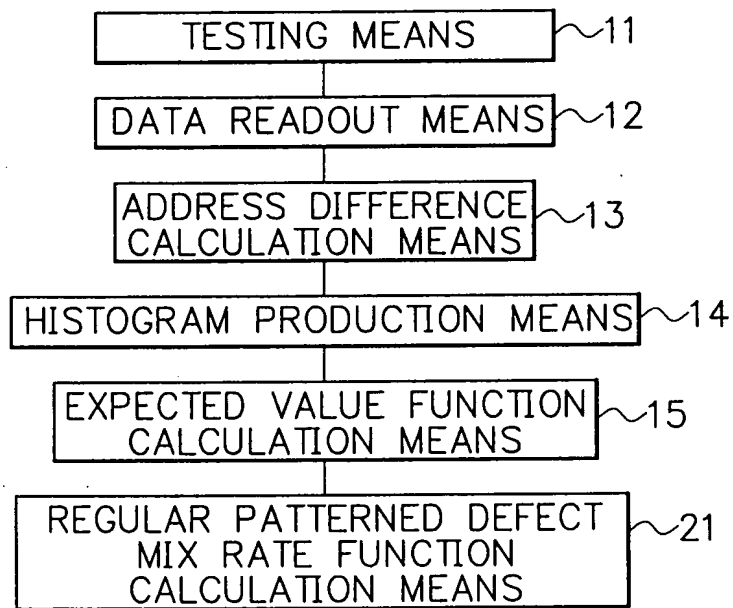 TESTING MEANS 11
DATA READOUT MEANS 12
ADDRESS DIFFERENCE
CALCULATION MEANS 13
HISTOGRAM PRODUCTION MEANS 14
EXPECTED VALUE FUNCTION
CALCULATION MEANS 15
REGULAR PATTERNED DEFECT
MIX RATE FUNCTION
CALCULATION MEANS 21